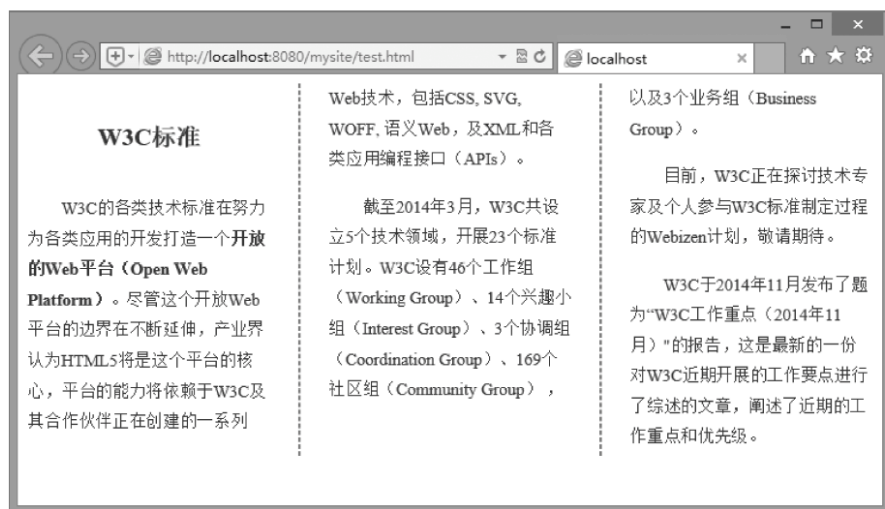 http://localhost:8080/mysite/test.html
localhost
W3C标准
W3C的各类技术标准在努力
为各类应用的开发打造一个开放
的Web平台（Open Web
Platform）。尽管这个开放Web
平台的边界在不断延伸，产业界
认为HTML5将是这个平台的核
心，平台的能力将依赖于W3C及
其合作伙伴正在创建的一系列
Web技术，包括CSS, SVG,
WOFF, 语义Web，及XML和各
类应用编程接口（APIs）。
截至2014年3月，W3C共设
立5个技术领域，开展23个标准
计划。W3C设有46个工作组
（Working Group）、14个兴趣小
组（Interest Group）、3个协调组
（Coordination Group）、169个
社区组（Community Group），
以及3个业务组（Business
Group）。
目前，W3C正在探讨技术专
家及个人参与W3C标准制定过程
的Webizen计划，敬请期待。
W3C于2014年11月发布了题
为“W3C工作重点（2014年11
月）"的报告，这是最新的一份
对W3C近期开展的工作要点进行
了综述的文章，阐述了近期的工
作重点和优先级。